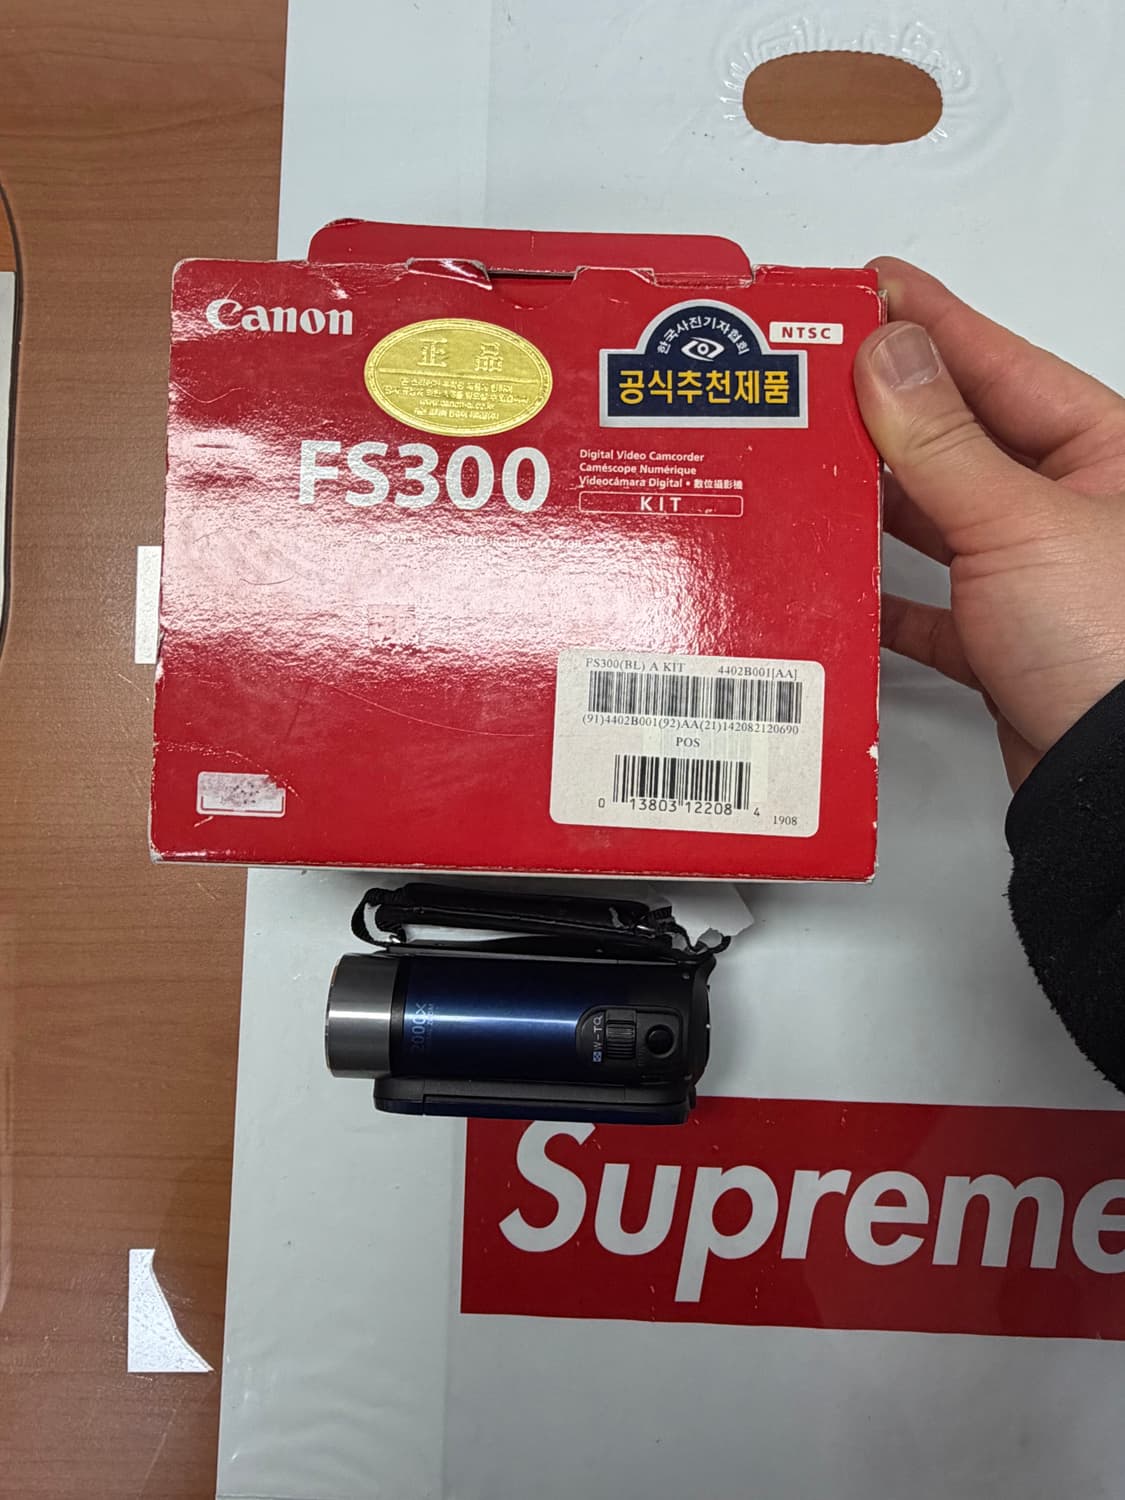 Canon
正品
한국사진기자협회
NTSC
공식추천제품
FS300
Digital Video Camcorder
Caméscope Numérique
Videocámara Digital • 數位攝影機
KIT
FS300(BL) A KIT 4402B001[AA]
(91)4402B001(92)AA(21)142082120690
POS
0 13803 12208 4
1908
2000X
W-T
Supreme